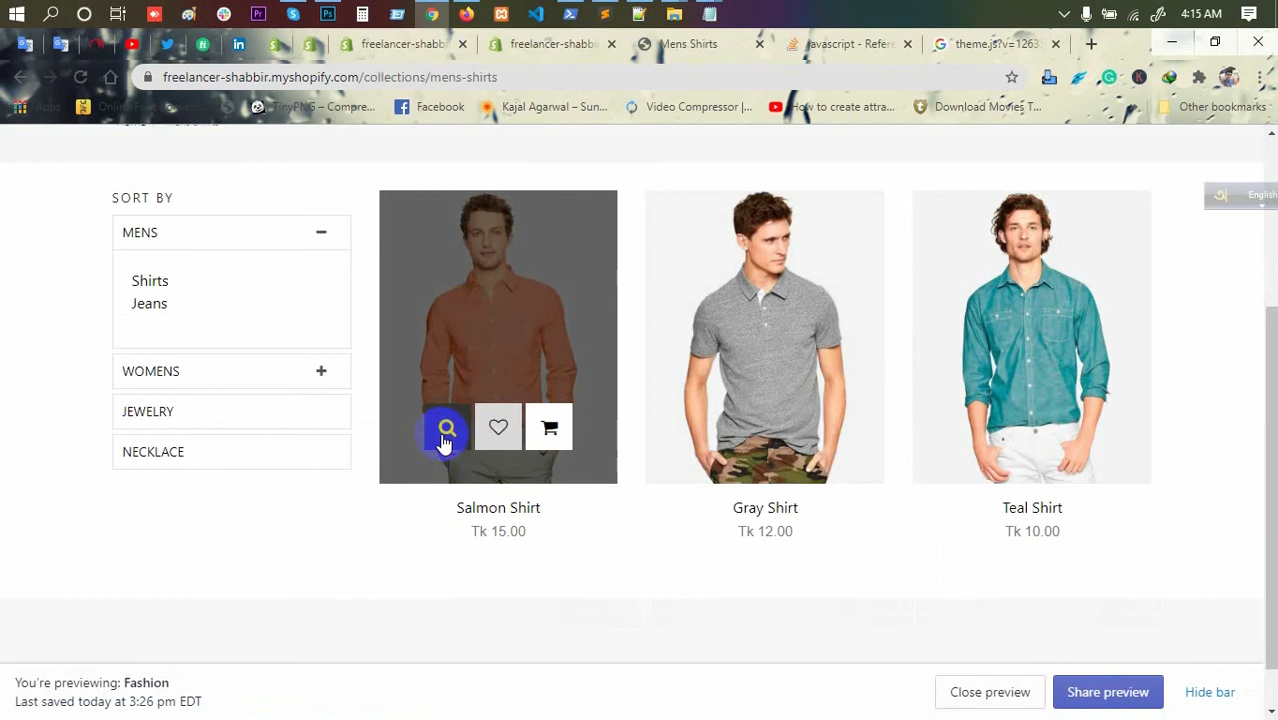 4:15 AM
freelancer-shabb
freelancer-shabbi
Mens Shirts
javascript - Refere
theme.js?v=1263
freelancer-shabbir.myshopify.com/collections/mens-shirts
Apps
TinyPNG – Compre...
Facebook
Kajal Agarwal – Sun...
Video Compressor |...
How to create attra...
Download Movies T...
Other bookmarks
English
SORT BY
MENS
Shirts
Jeans
WOMENS
JEWELRY
NECKLACE
Salmon Shirt
Tk 15.00
Gray Shirt
Tk 12.00
Teal Shirt
Tk 10.00
You're previewing: Fashion
Last saved today at 3:26 pm EDT
Close preview
Share preview
Hide bar